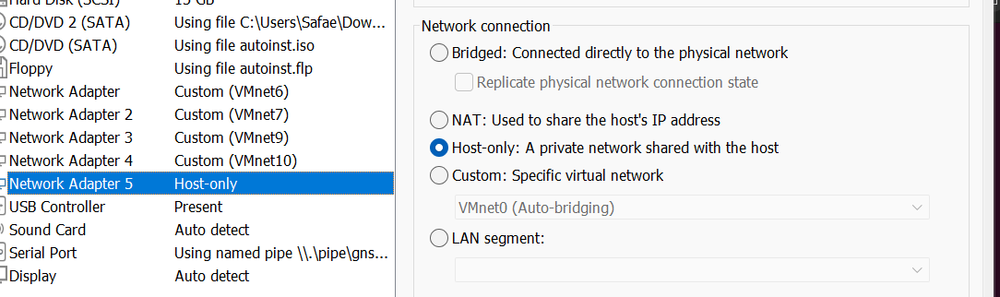 Hard Disk (SCSI) 15 GB
CD/DVD 2 (SATA) Using file C:\Users\Safae\Dow...
CD/DVD (SATA) Using file autoinst.iso
Floppy Using file autoinst.flp
Network Adapter Custom (VMnet6)
Network Adapter 2 Custom (VMnet7)
Network Adapter 3 Custom (VMnet9)
Network Adapter 4 Custom (VMnet10)
Network Adapter 5 Host-only
USB Controller Present
Sound Card Auto detect
Serial Port Using named pipe \\.\pipe\gns...
Display Auto detect
Network connection
Bridged: Connected directly to the physical network
Replicate physical network connection state
NAT: Used to share the host's IP address
Host-only: A private network shared with the host
Custom: Specific virtual network
VMnet0 (Auto-bridging)
LAN segment: